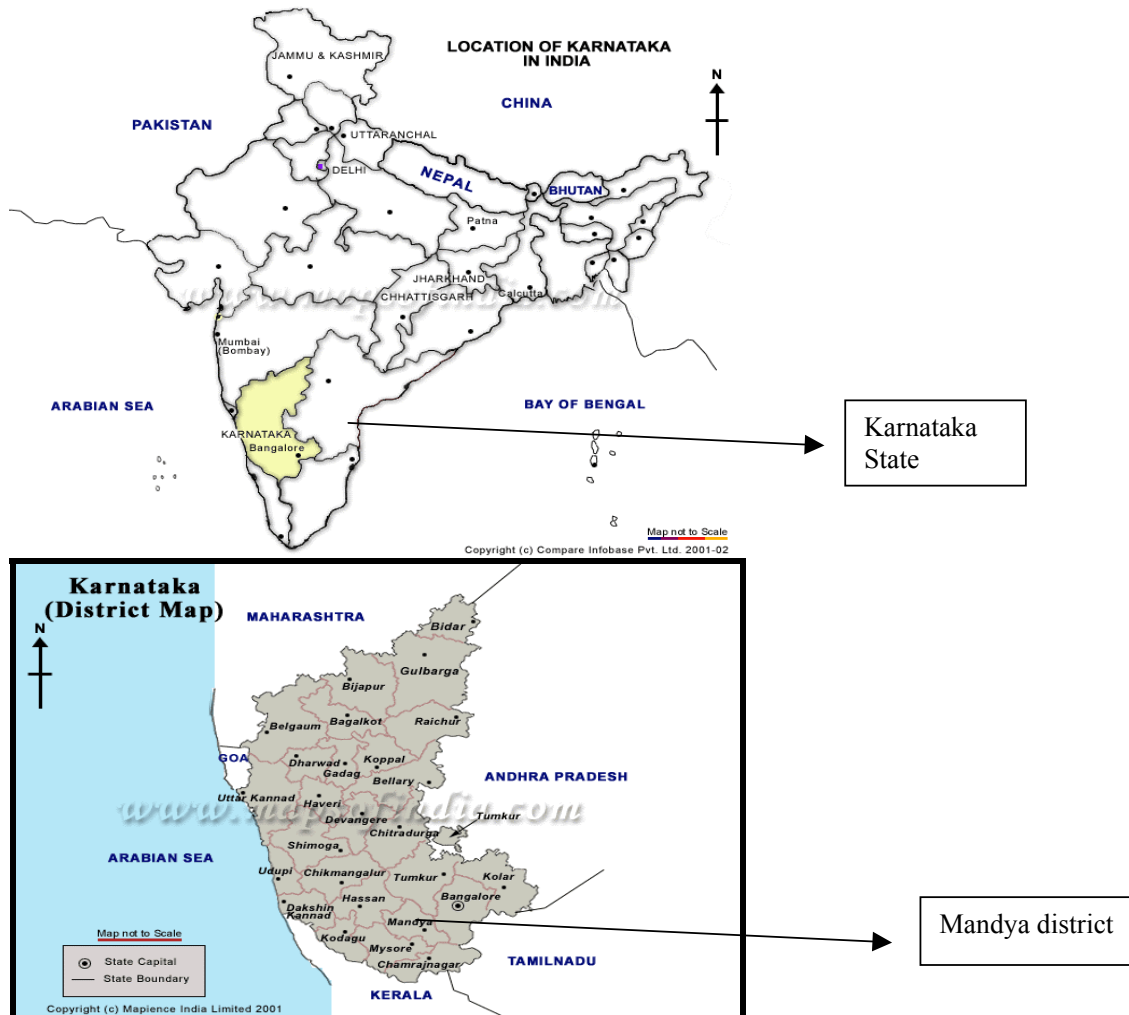 LOCATION OF KARNATAKA
IN INDIA
N
JAMMU & KASHMIR
CHINA
PAKISTAN
UTTARANCHAL
DELHI
NEPAL
BHUTAN
Patna
JHARKHAND
CHHATTISGARH
Calcutta
www.mapsofindia.com
Mumbai
(Bombay)
ARABIAN SEA
BAY OF BENGAL
KARNATAKA
Bangalore
Karnataka
State
Map not to Scale
Copyright (c) Compare Infobase Pvt. Ltd. 2001-02
Karnataka
(District Map)
N
MAHARASHTRA
Bidar
Gulbarga
Bijapur
Bagalkot
Raichur
Belgaum
GOA
Dharwad
Gadag
Koppal
Bellary
ANDHRA PRADESH
Uttar Kannad
Haveri
www.mapsofindia.com
Devangere
Chitradurga
Tumkur
Shimoga
ARABIAN SEA
Udupi
Chikmangalur
Tumkur
Kolar
Bangalore
Hassan
Dakshin
Kannad
Mandya
Mandya district
Kodagu
Mysore
Chamrajnagar
TAMILNADU
KERALA
Map not to Scale
State Capital
State Boundary
Copyright (c) Mapience India Limited 2001